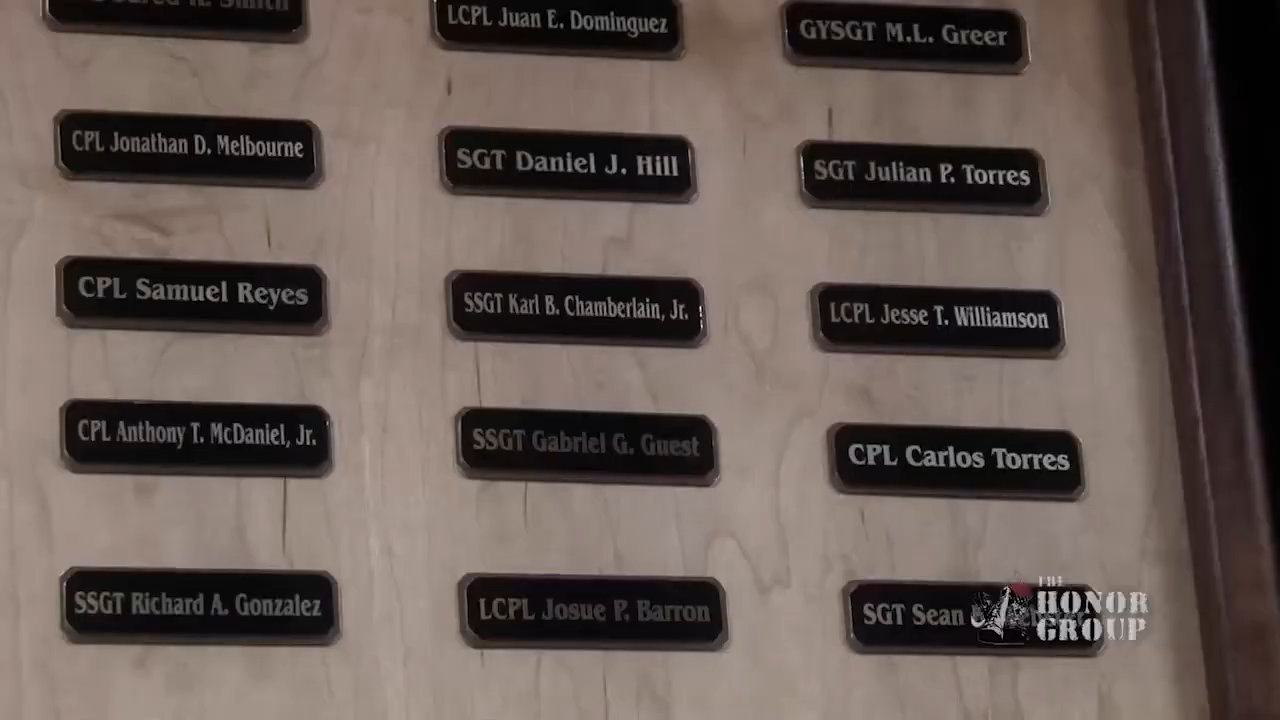 Smith
LCPL Juan E. Dominguez
GYSGT M.L. Greer
CPL Jonathan D. Melbourne
SGT Daniel J. Hill
SGT Julian P. Torres
CPL Samuel Reyes
SSGT Karl B. Chamberlain, Jr.
LCPL Jesse T. Williamson
CPL Anthony T. McDaniel, Jr.
SSGT Gabriel G. Guest
CPL Carlos Torres
SSGT Richard A. Gonzalez
LCPL Josue P. Barron
SGT Sean
THE
HONOR
GROUP